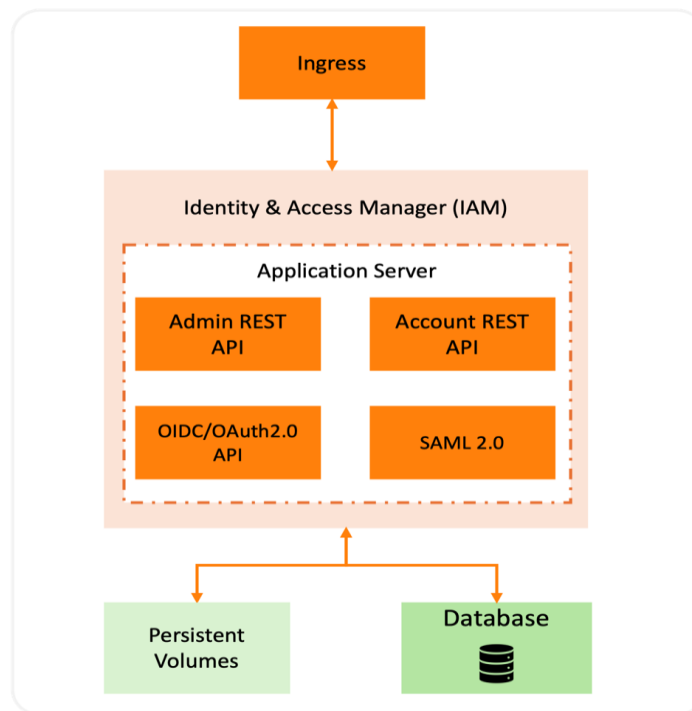 Ingress
Identity & Access Manager (IAM)
Application Server
Admin REST
API
Account REST
API
OIDC/OAuth2.0
API
SAML 2.0
Persistent
Volumes
Database